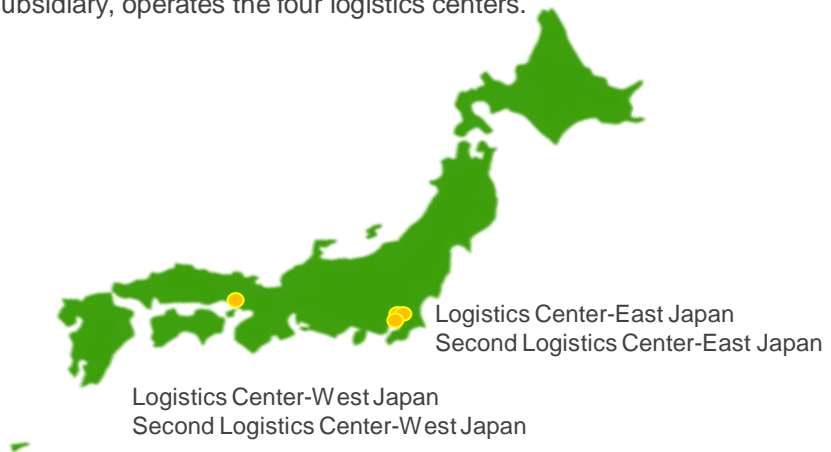 ubsidiary, operates the four logistics centers.
Logistics Center-East Japan
Second Logistics Center-East Japan
Logistics Center-West Japan
Second Logistics Center-West Japan